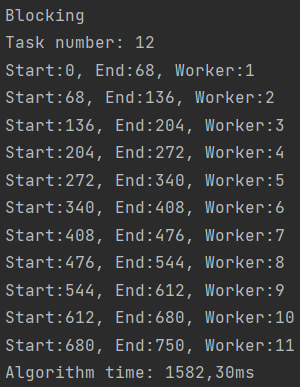 Blocking
Task number: 12
Start:0, End:68, Worker:1
Start:68, End:136, Worker:2
Start:136, End:204, Worker:3
Start:204, End:272, Worker:4
Start:272, End:340, Worker:5
Start:340, End:408, Worker:6
Start:408, End:476, Worker:7
Start:476, End:544, Worker:8
Start:544, End:612, Worker:9
Start:612, End:680, Worker:10
Start:680, End:750, Worker:11
Algorithm time: 1582,30ms